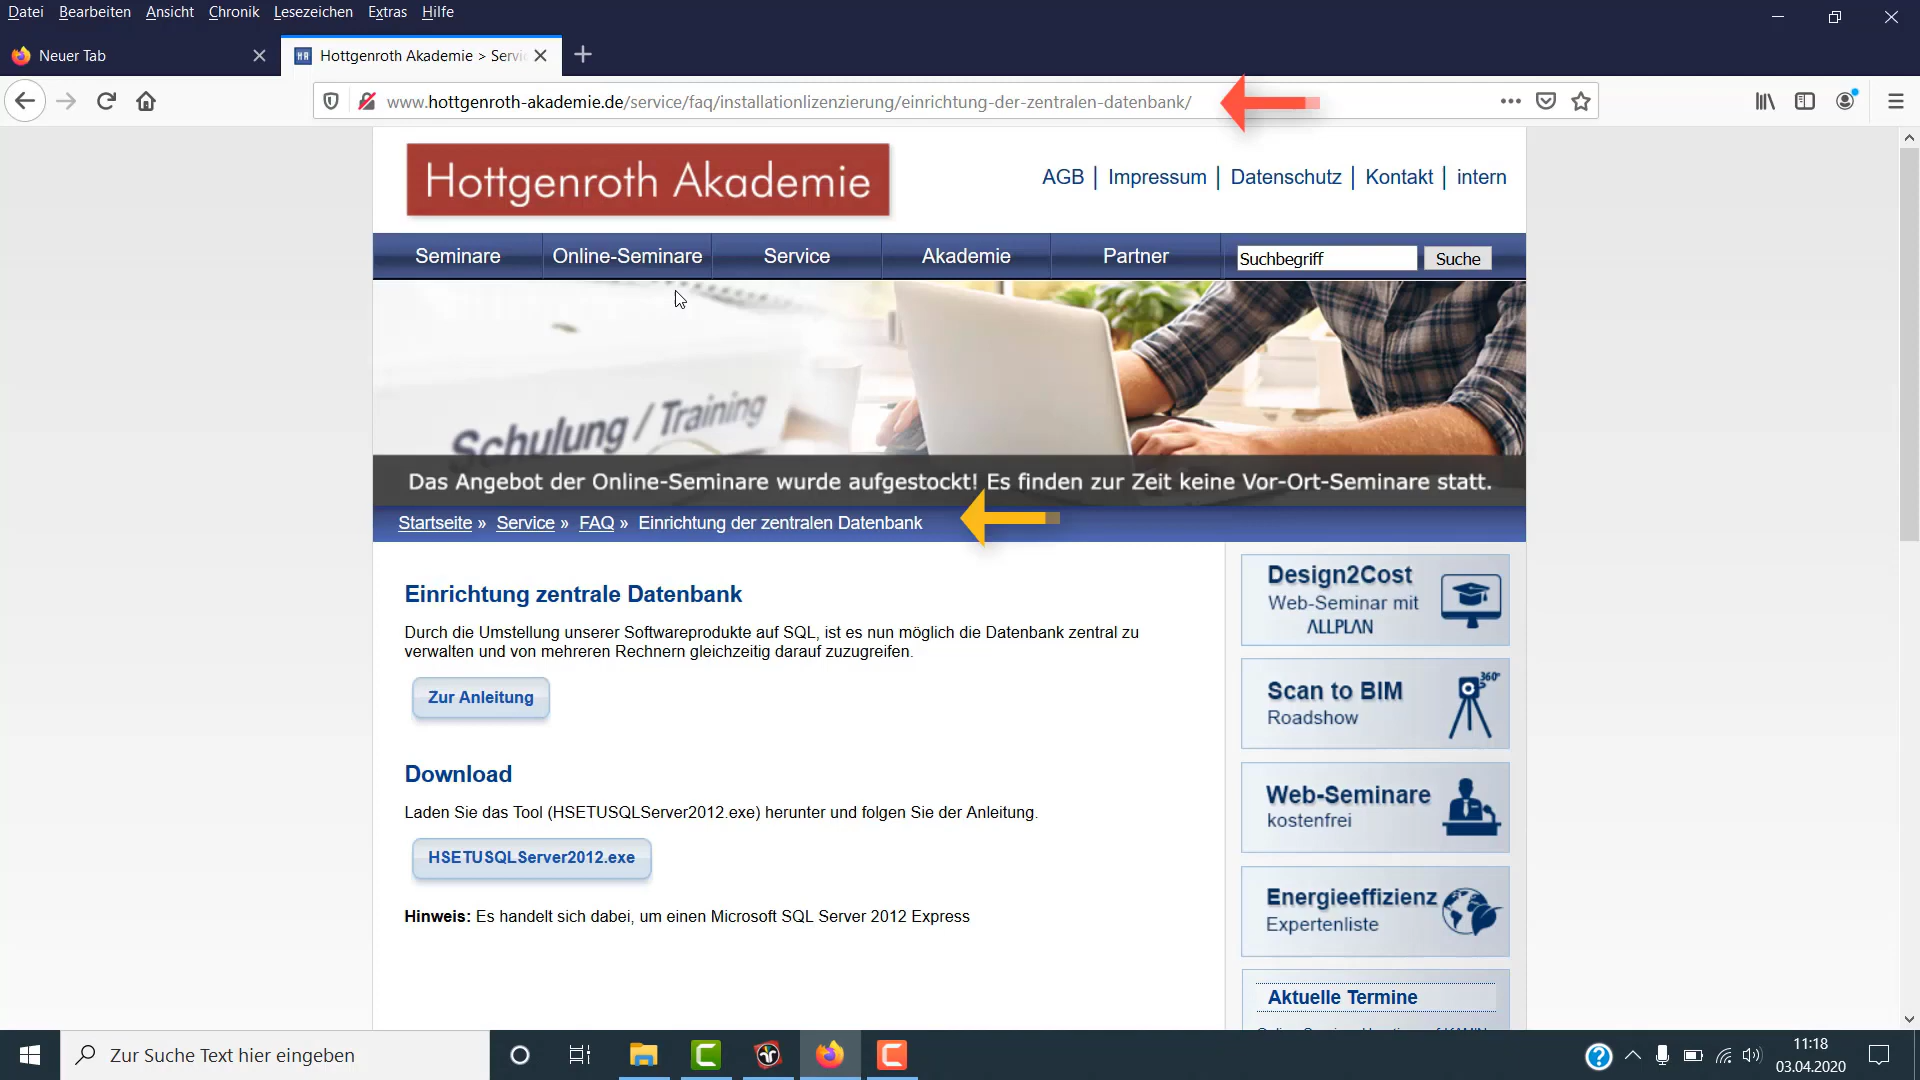 Datei Bearbeiten Ansicht Chronik Lesezeichen Extras Hilfe
Neuer Tab
Hottgenroth Akademie > Servi
www.hottgenroth-akademie.de/service/faq/installationlizenzierung/einrichtung-der-zentralen-datenbank/
Hottgenroth Akademie
AGB | Impressum | Datenschutz | Kontakt | intern
Seminare Online-Seminare Service Akademie Partner Suchbegriff Suche
Schulung / Training
Das Angebot der Online-Seminare wurde aufgestockt! Es finden zur Zeit keine Vor-Ort-Seminare statt.
Startseite » Service » FAQ » Einrichtung der zentralen Datenbank
Einrichtung zentrale Datenbank
Durch die Umstellung unserer Softwareprodukte auf SQL, ist es nun möglich die Datenbank zentral zu
verwalten und von mehreren Rechnern gleichzeitig darauf zuzugreifen.
Zur Anleitung
Download
Laden Sie das Tool (HSETUSQLServer2012.exe) herunter und folgen Sie der Anleitung.
HSETUSQLServer2012.exe
Hinweis: Es handelt sich dabei, um einen Microsoft SQL Server 2012 Express
Design2Cost
Web-Seminar mit
ALLPLAN
Scan to BIM
Roadshow
360°
Web-Seminare
kostenfrei
Energieeffizienz
Expertenliste
Aktuelle Termine
Zur Suche Text hier eingeben
11:18
03.04.2020